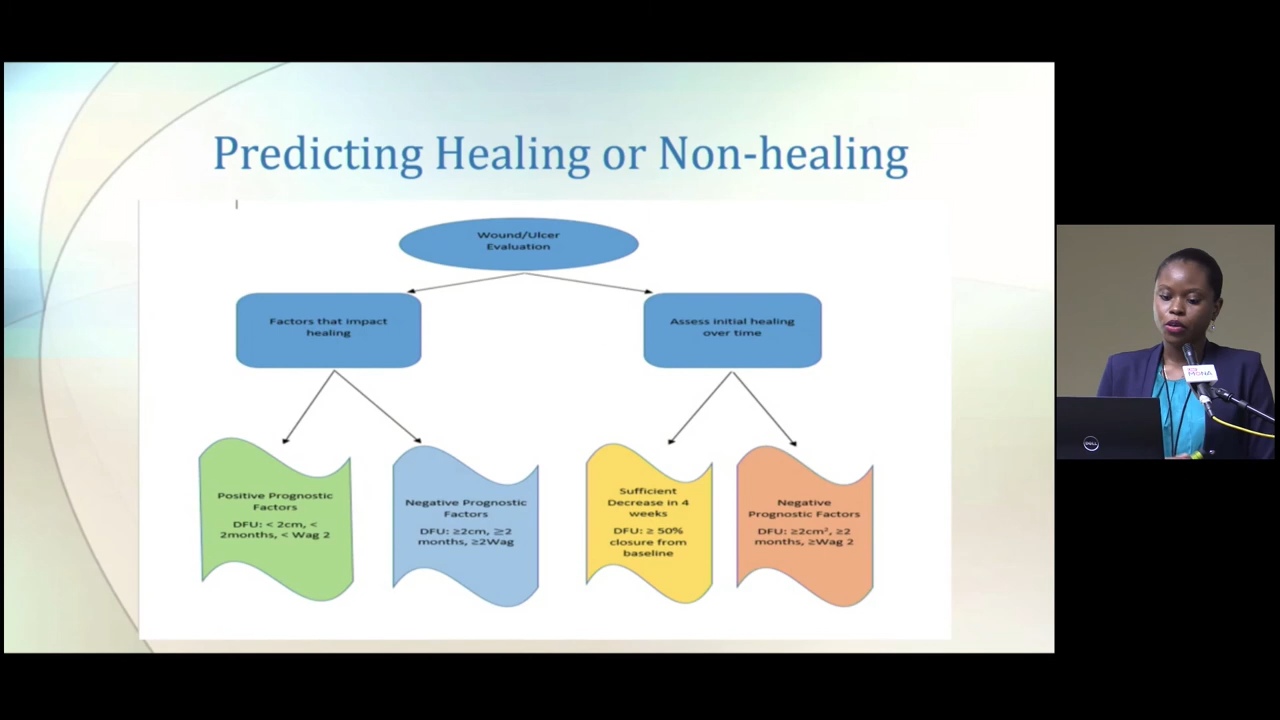 Predicting Healing or Non-healing
Wound/Ulcer
Evaluation
Factors that impact
healing
Assess initial healing
over time
Positive Prognostic
Factors
DFU: < 2cm, <
2months, < Wag 2
Negative Prognostic
Factors
DFU: ≥2cm, ≥2
months, ≥2Wag
Sufficient
Decrease in 4
weeks
DFU: ≥ 50%
closure from
baseline
Negative
Prognostic Factors
DFU: ≥2cm², ≥2
months, ≥Wag 2
MONA
DELL